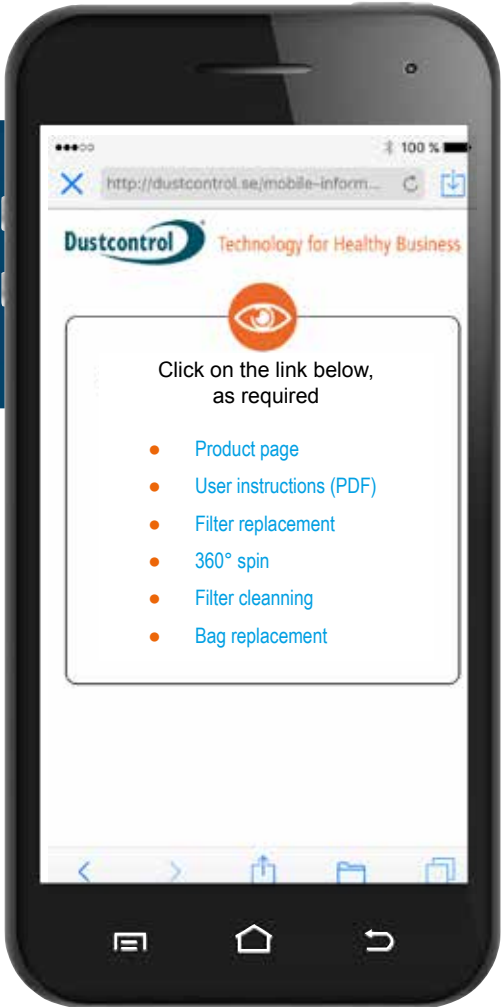 100 %
http://dustcontrol.se/mobile-inform...
Dustcontrol Technology for Healthy Business
Click on the link below,
as required
● Product page
● User instructions (PDF)
● Filter replacement
● 360° spin
● Filter cleanning
● Bag replacement